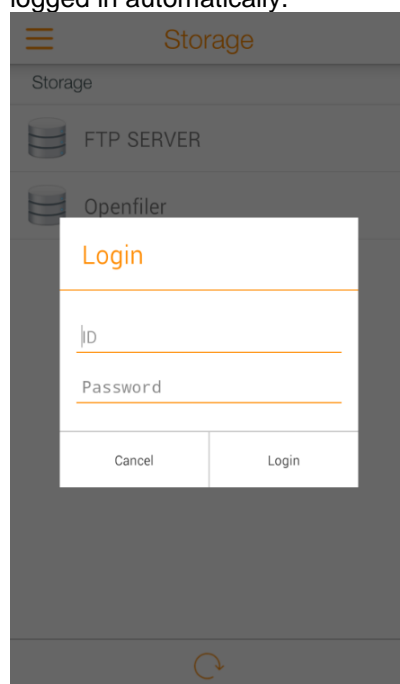 logged in automatically.
Storage
Storage
FTP SERVER
Openfiler
Login
ID
Password
Cancel
Login